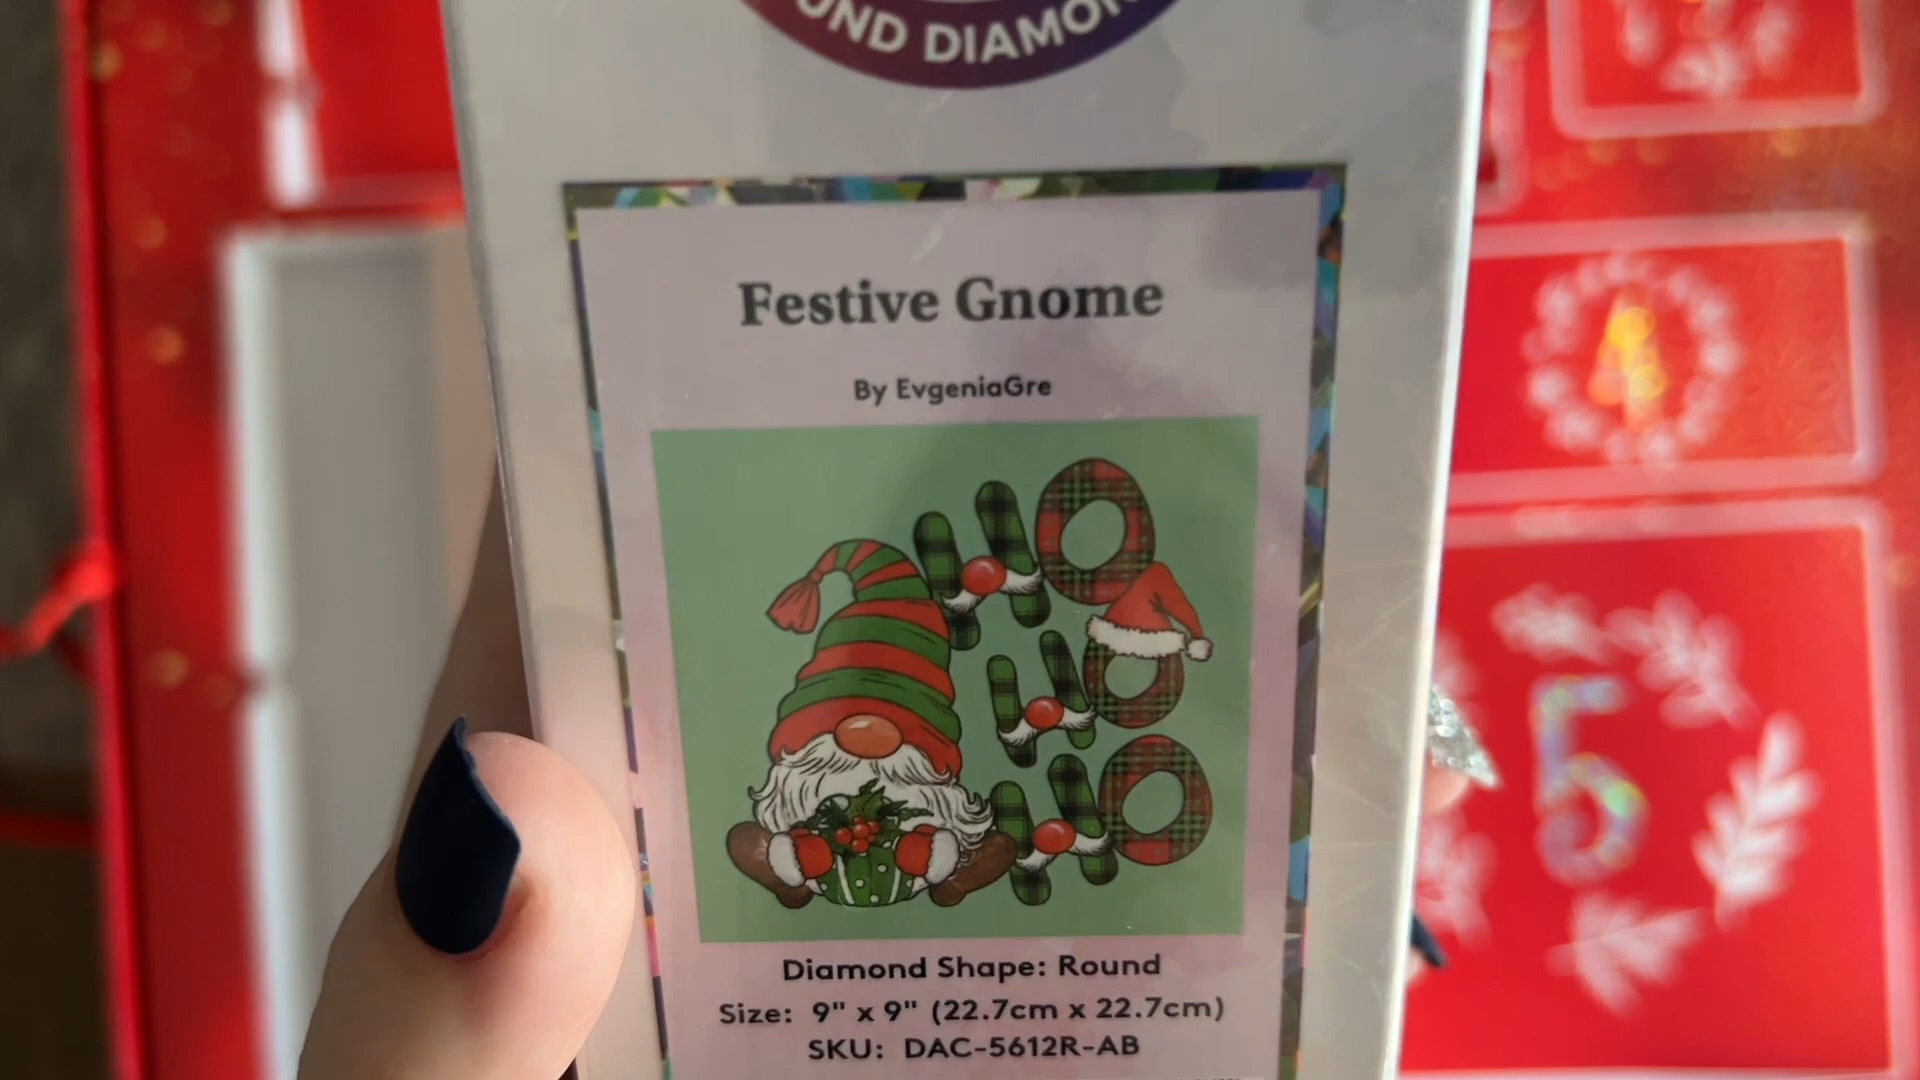 UND DIAMON
Festive Gnome
By EvgeniaGre
HO
HO
HO
Diamond Shape: Round
Size: 9" x 9" (22.7cm x 22.7cm)
SKU: DAC-5612R-AB
5